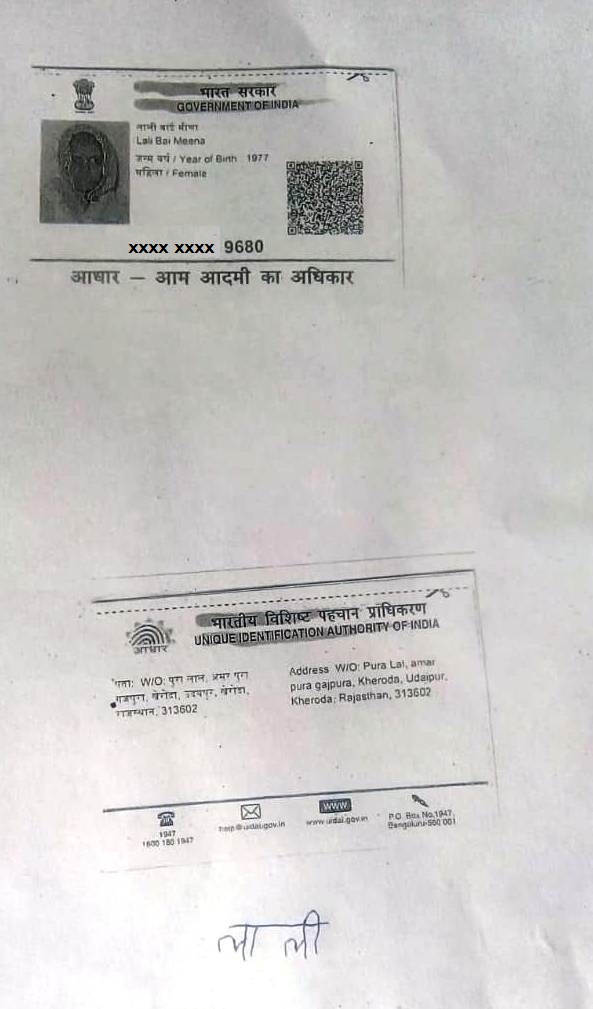 भारत सरकार
GOVERNMENT OF INDIA
लाली बाई मीणा
Lali Bai Meena
जन्म वर्ष / Year of Birth 1977
महिला / Female
xxxx xxxx 9680
आधार – आम आदमी का अधिकार
भारतीय विशिष्ट पहचान प्राधिकरण
UNIQUE IDENTIFICATION AUTHORITY OF INDIA
आधार
पता: W/O: पुरा लाल, अमर पुरा
गजपुरा, खेरोदा, उदयपुर, खेरोदा,
राजस्थान, 313602
Address W/O: Pura Lal, amar
pura gajpura, Kheroda, Udaipur,
Kheroda, Rajasthan, 313602
1947
1800 180 1947
help@uidai.gov.in
WWW
www.uidai.gov.in
P.O. Box No.1947,
Bengaluru-560 001
लाली